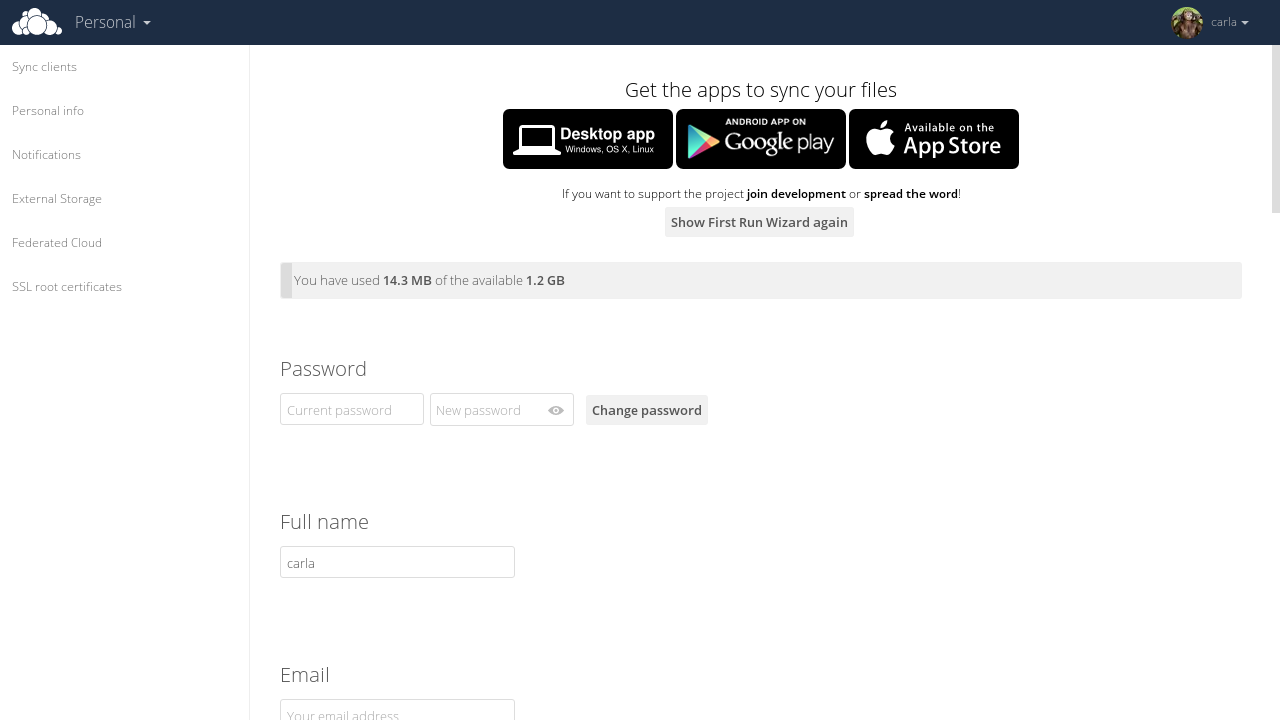 Personal
carla
Sync clients
Personal info
Notifications
External Storage
Federated Cloud
SSL root certificates
Get the apps to sync your files
Desktop app
Windows, OS X, Linux
ANDROID APP ON
Google play
Available on the
App Store
If you want to support the project join development or spread the word!
Show First Run Wizard again
You have used 14.3 MB of the available 1.2 GB
Password
Current password
New password
Change password
Full name
carla
Email
Your email address